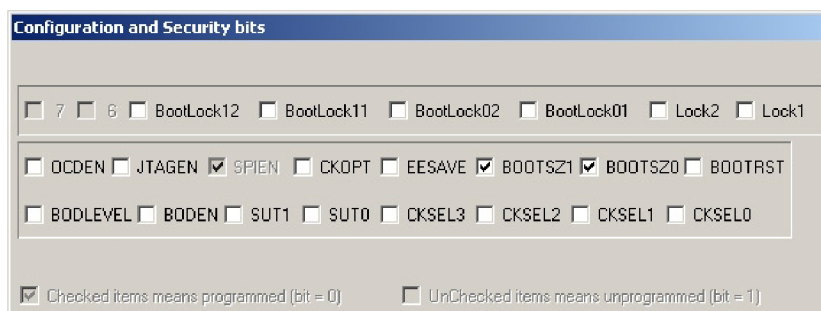 Configuration and Security bits
7 6 BootLock12 BootLock11 BootLock02 BootLock01 Lock2 Lock1
OCDEN JTAGEN SPIEN CKOPT EESAVE BOOTSZ1 BOOTSZ0 BOOTRST
BODLEVEL BODEN SUT1 SUT0 CKSEL3 CKSEL2 CKSEL1 CKSEL0
Checked items means programmed (bit = 0) UnChecked items means unprogrammed (bit = 1)